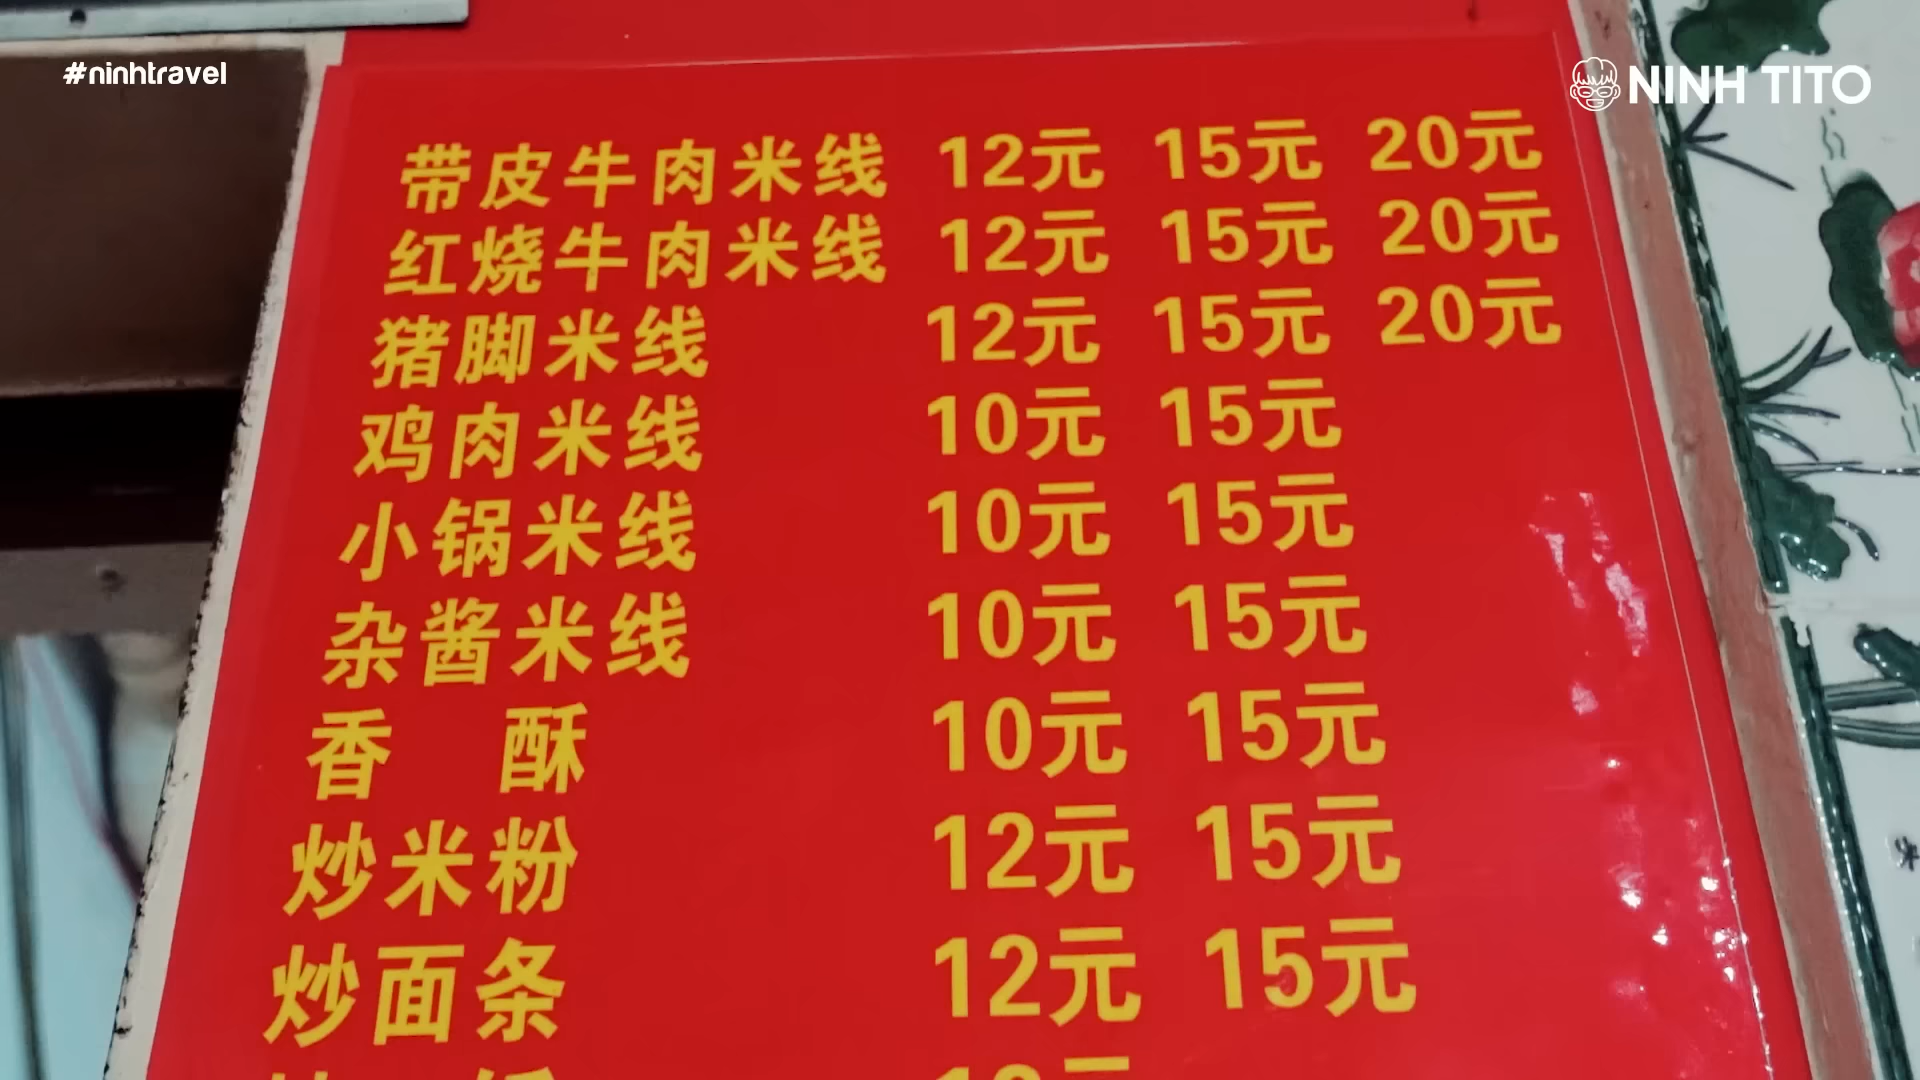 #ninhtravel
NINH TITO
带皮牛肉米线 12元 15元 20元
红烧牛肉米线 12元 15元 20元
猪脚米线 12元 15元 20元
鸡肉米线 10元 15元
小锅米线 10元 15元
杂酱米线 10元 15元
香 酥 10元 15元
炒米粉 12元 15元
炒面条 12元 15元